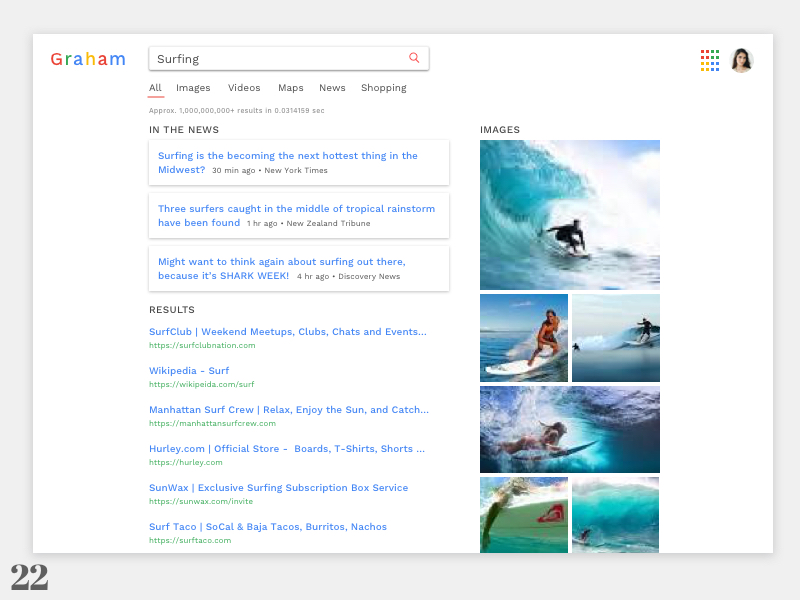 Graham
Surfing
All Images Videos Maps News Shopping
Approx. 1,000,000,000+ results in 0.0314159 sec
IN THE NEWS
Surfing is the becoming the next hottest thing in the
Midwest? 30 min ago • New York Times
Three surfers caught in the middle of tropical rainstorm
have been found 1 hr ago • New Zealand Tribune
Might want to think again about surfing out there,
because it's SHARK WEEK! 4 hr ago • Discovery News
RESULTS
SurfClub | Weekend Meetups, Clubs, Chats and Events...
https://surfclubnation.com
Wikipedia - Surf
https://wikipeida.com/surf
Manhattan Surf Crew | Relax, Enjoy the Sun, and Catch...
https://manhattansurfcrew.com
Hurley.com | Official Store - Boards, T-Shirts, Shorts ...
https://hurley.com
SunWax | Exclusive Surfing Subscription Box Service
https://sunwax.com/invite
Surf Taco | SoCal & Baja Tacos, Burritos, Nachos
https://surftaco.com
IMAGES
22